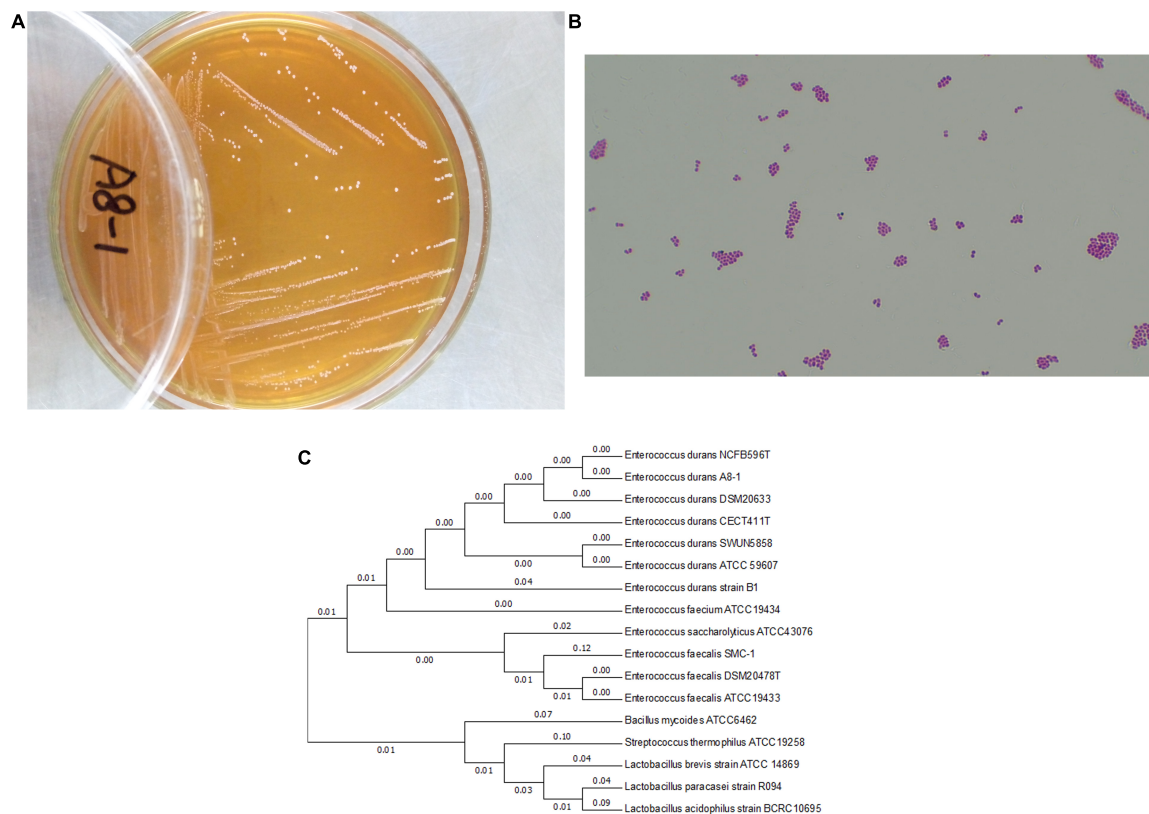 A
B
A8-1
C
0.00
Enterococcus durans NCFB596T
0.00
0.00
Enterococcus durans A8-1
0.00
0.00
Enterococcus durans DSM20633
0.00
0.00
Enterococcus durans CECT411T
0.00
0.00
Enterococcus durans SWUN5858
0.00
0.00
0.00
Enterococcus durans ATCC 59607
0.01
0.04
Enterococcus durans strain B1
0.01
0.00
Enterococcus faecium ATCC19434
0.02
Enterococcus saccharolyticus ATCC43076
0.00
0.12
Enterococcus faecalis SMC-1
0.01
0.00
Enterococcus faecalis DSM20478T
0.01
0.00
Enterococcus faecalis ATCC19433
0.07
Bacillus mycoides ATCC6462
0.01
0.10
Streptococcus thermophilus ATCC19258
0.01
0.04
Lactobacillus brevis strain ATCC 14869
0.03
0.04
Lactobacillus paracasei strain R094
0.01
0.09
Lactobacillus acidophilus strain BCRC10695